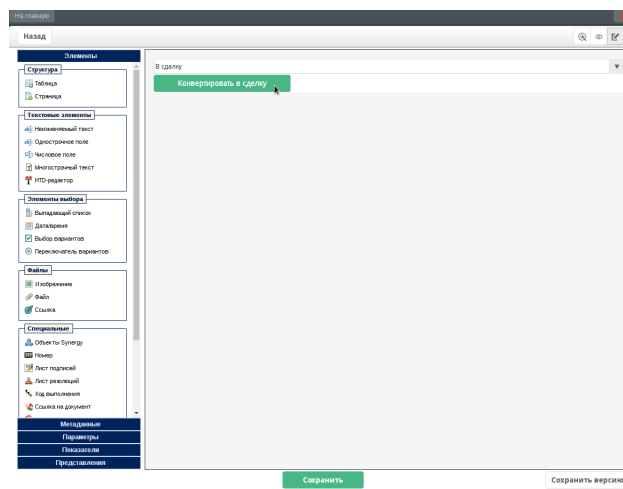 На главную
Назад
Элементы
Структура
Таблица
Страница
Текстовые элементы
Неизменяемый текст
Однострочное поле
Числовое поле
Многострочный текст
HTD-редактор
Элементы выбора
Выпадающий список
Дата/время
Выбор вариантов
Переключатель вариантов
Файлы
Изображение
Файл
Ссылка
Специальные
Объекты Synergy
Номер
Лист подписей
Лист резолюций
Ход выполнения
Ссылка на документ
Метаданные
Параметры
Показатели
Представления
В сделку
Конвертировать в сделку
Сохранить
Сохранить версию